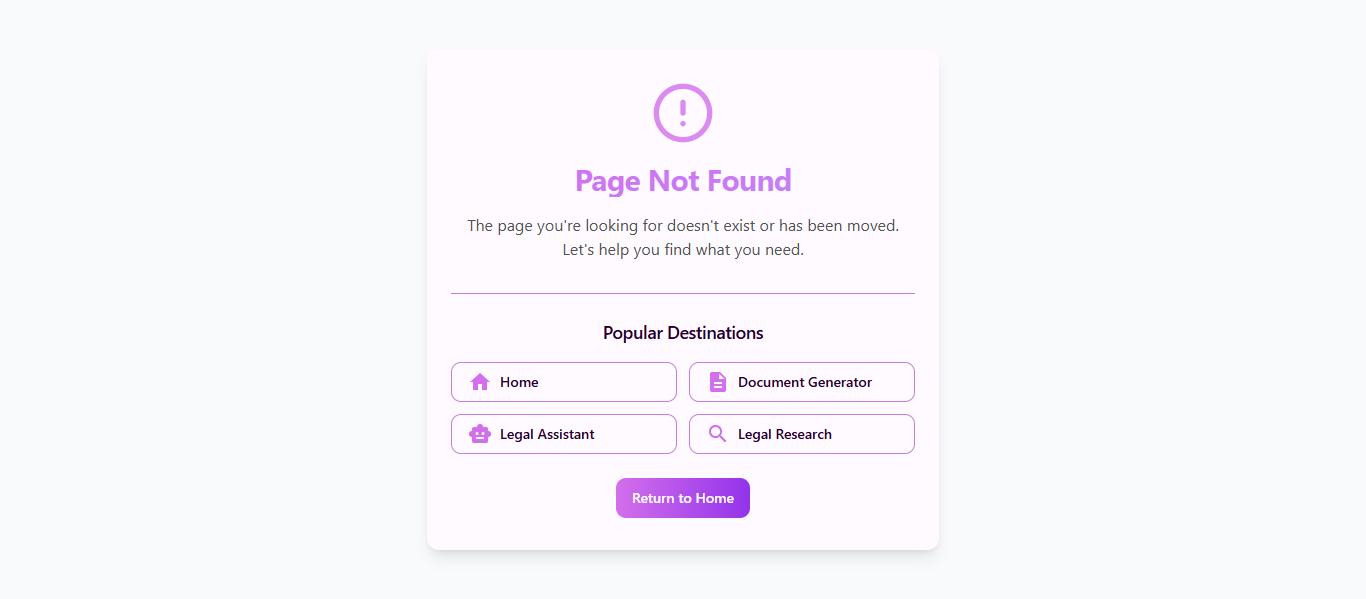 Page Not Found
The page you're looking for doesn't exist or has been moved.
Let's help you find what you need.
Popular Destinations
Home
Document Generator
Legal Assistant
Legal Research
Return to Home